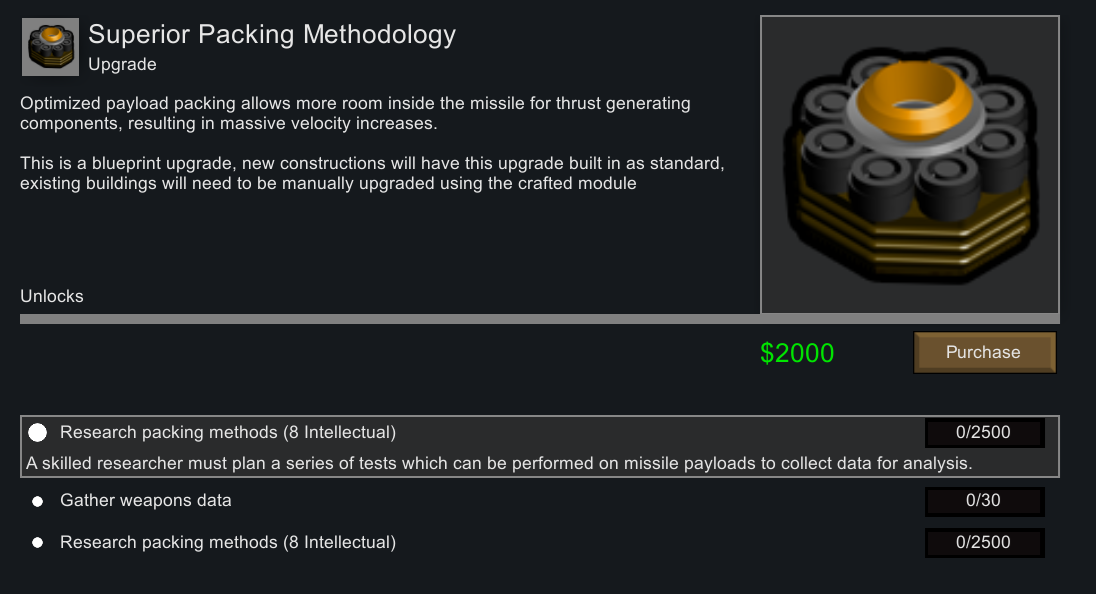 Superior Packing Methodology
Upgrade
Optimized payload packing allows more room inside the missile for thrust generating
components, resulting in massive velocity increases.
This is a blueprint upgrade, new constructions will have this upgrade built in as standard,
existing buildings will need to be manually upgraded using the crafted module
Unlocks
$2000
Purchase
Research packing methods (8 Intellectual)
0/2500
A skilled researcher must plan a series of tests which can be performed on missile payloads to collect data for analysis.
Gather weapons data
0/30
Research packing methods (8 Intellectual)
0/2500